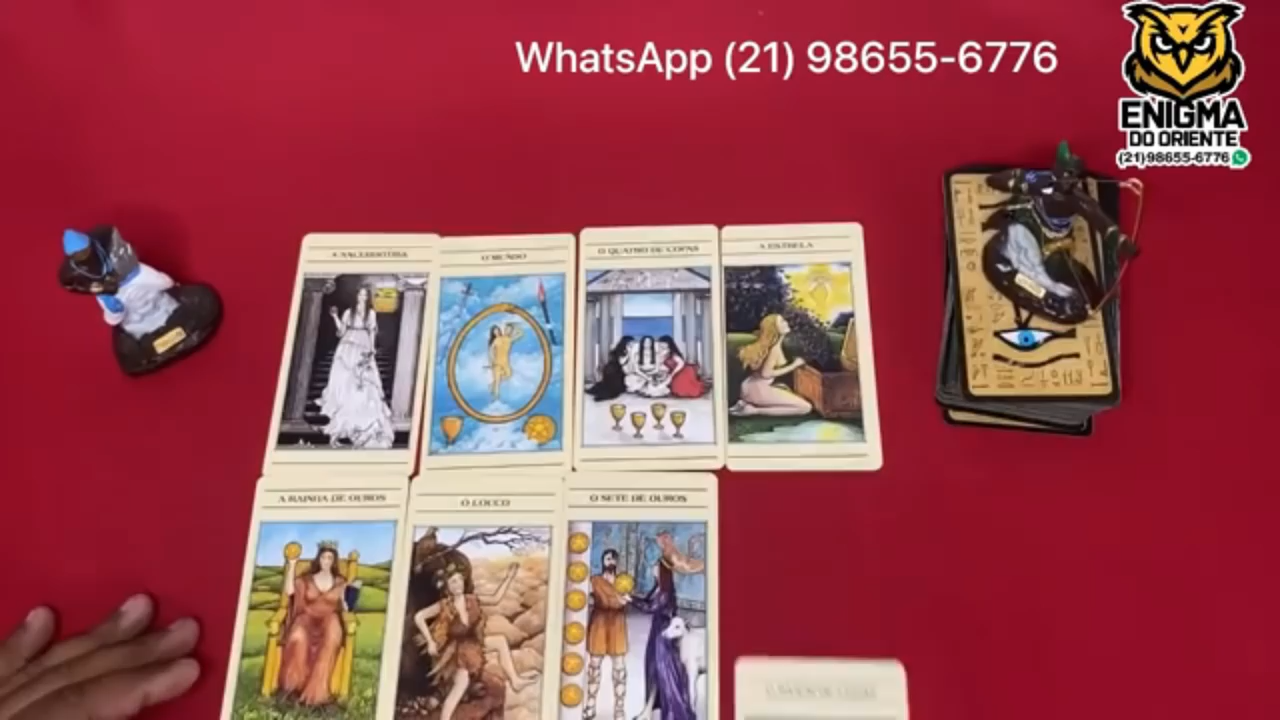 WhatsApp (21) 98655-6776
ENIGMA
DO ORIENTE
(21)98655-6776
A SACERDOTISA
O MUNDO
O QUATRO DE COPAS
A ESTRELA
A RAINHA DE OUROS
O LOUCO
O SETE DE OUROS